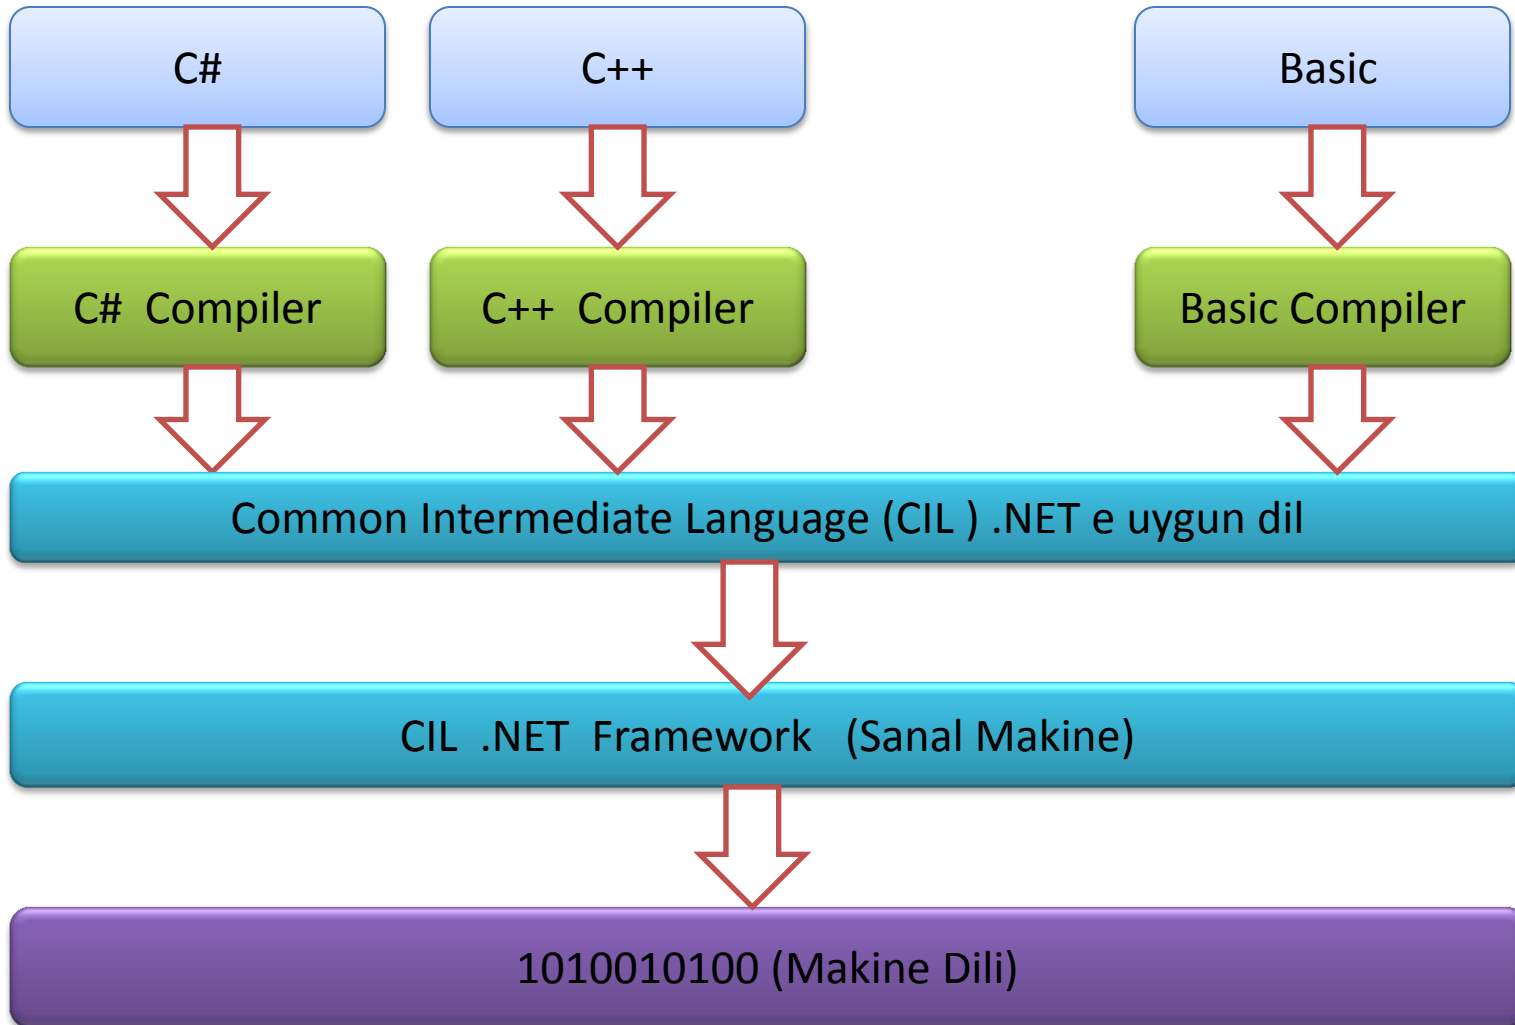 C#
C++
Basic
C# Compiler
C++ Compiler
Basic Compiler
Common Intermediate Language (CIL ) .NET e uygun dil
CIL .NET Framework (Sanal Makine)
1010010100 (Makine Dili)